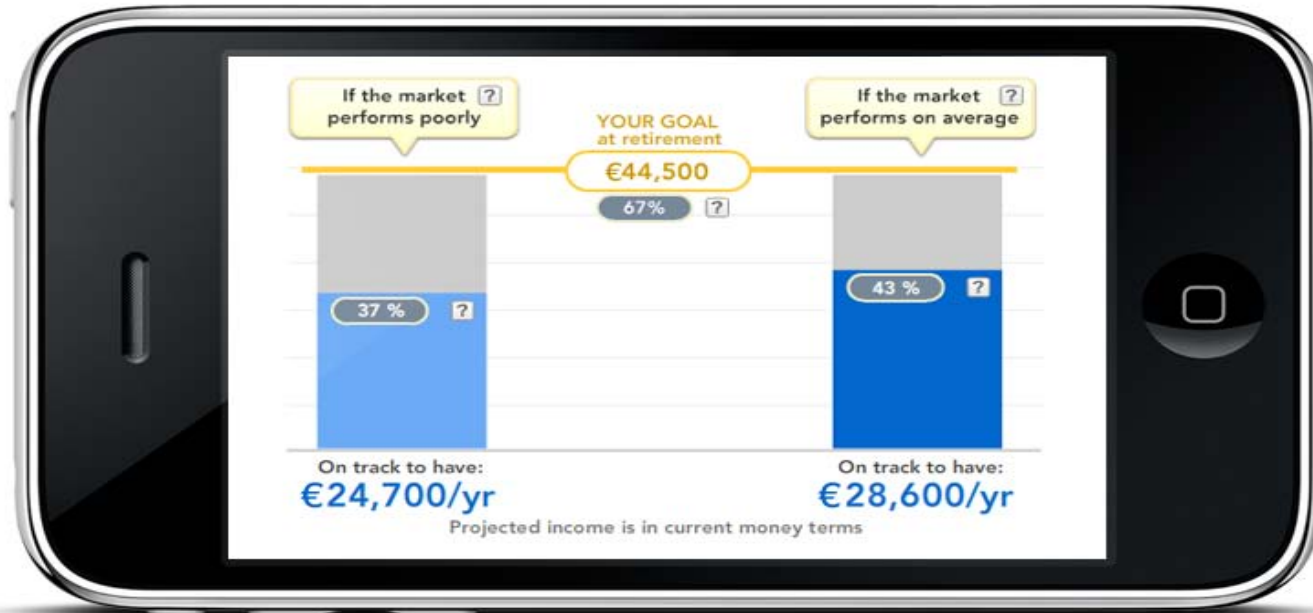 If the market ?
performs poorly
YOUR GOAL
at retirement
€44,500
67% ?
If the market ?
performs on average
37 % ?
43 % ?
On track to have:
€24,700/yr
On track to have:
€28,600/yr
Projected income is in current money terms